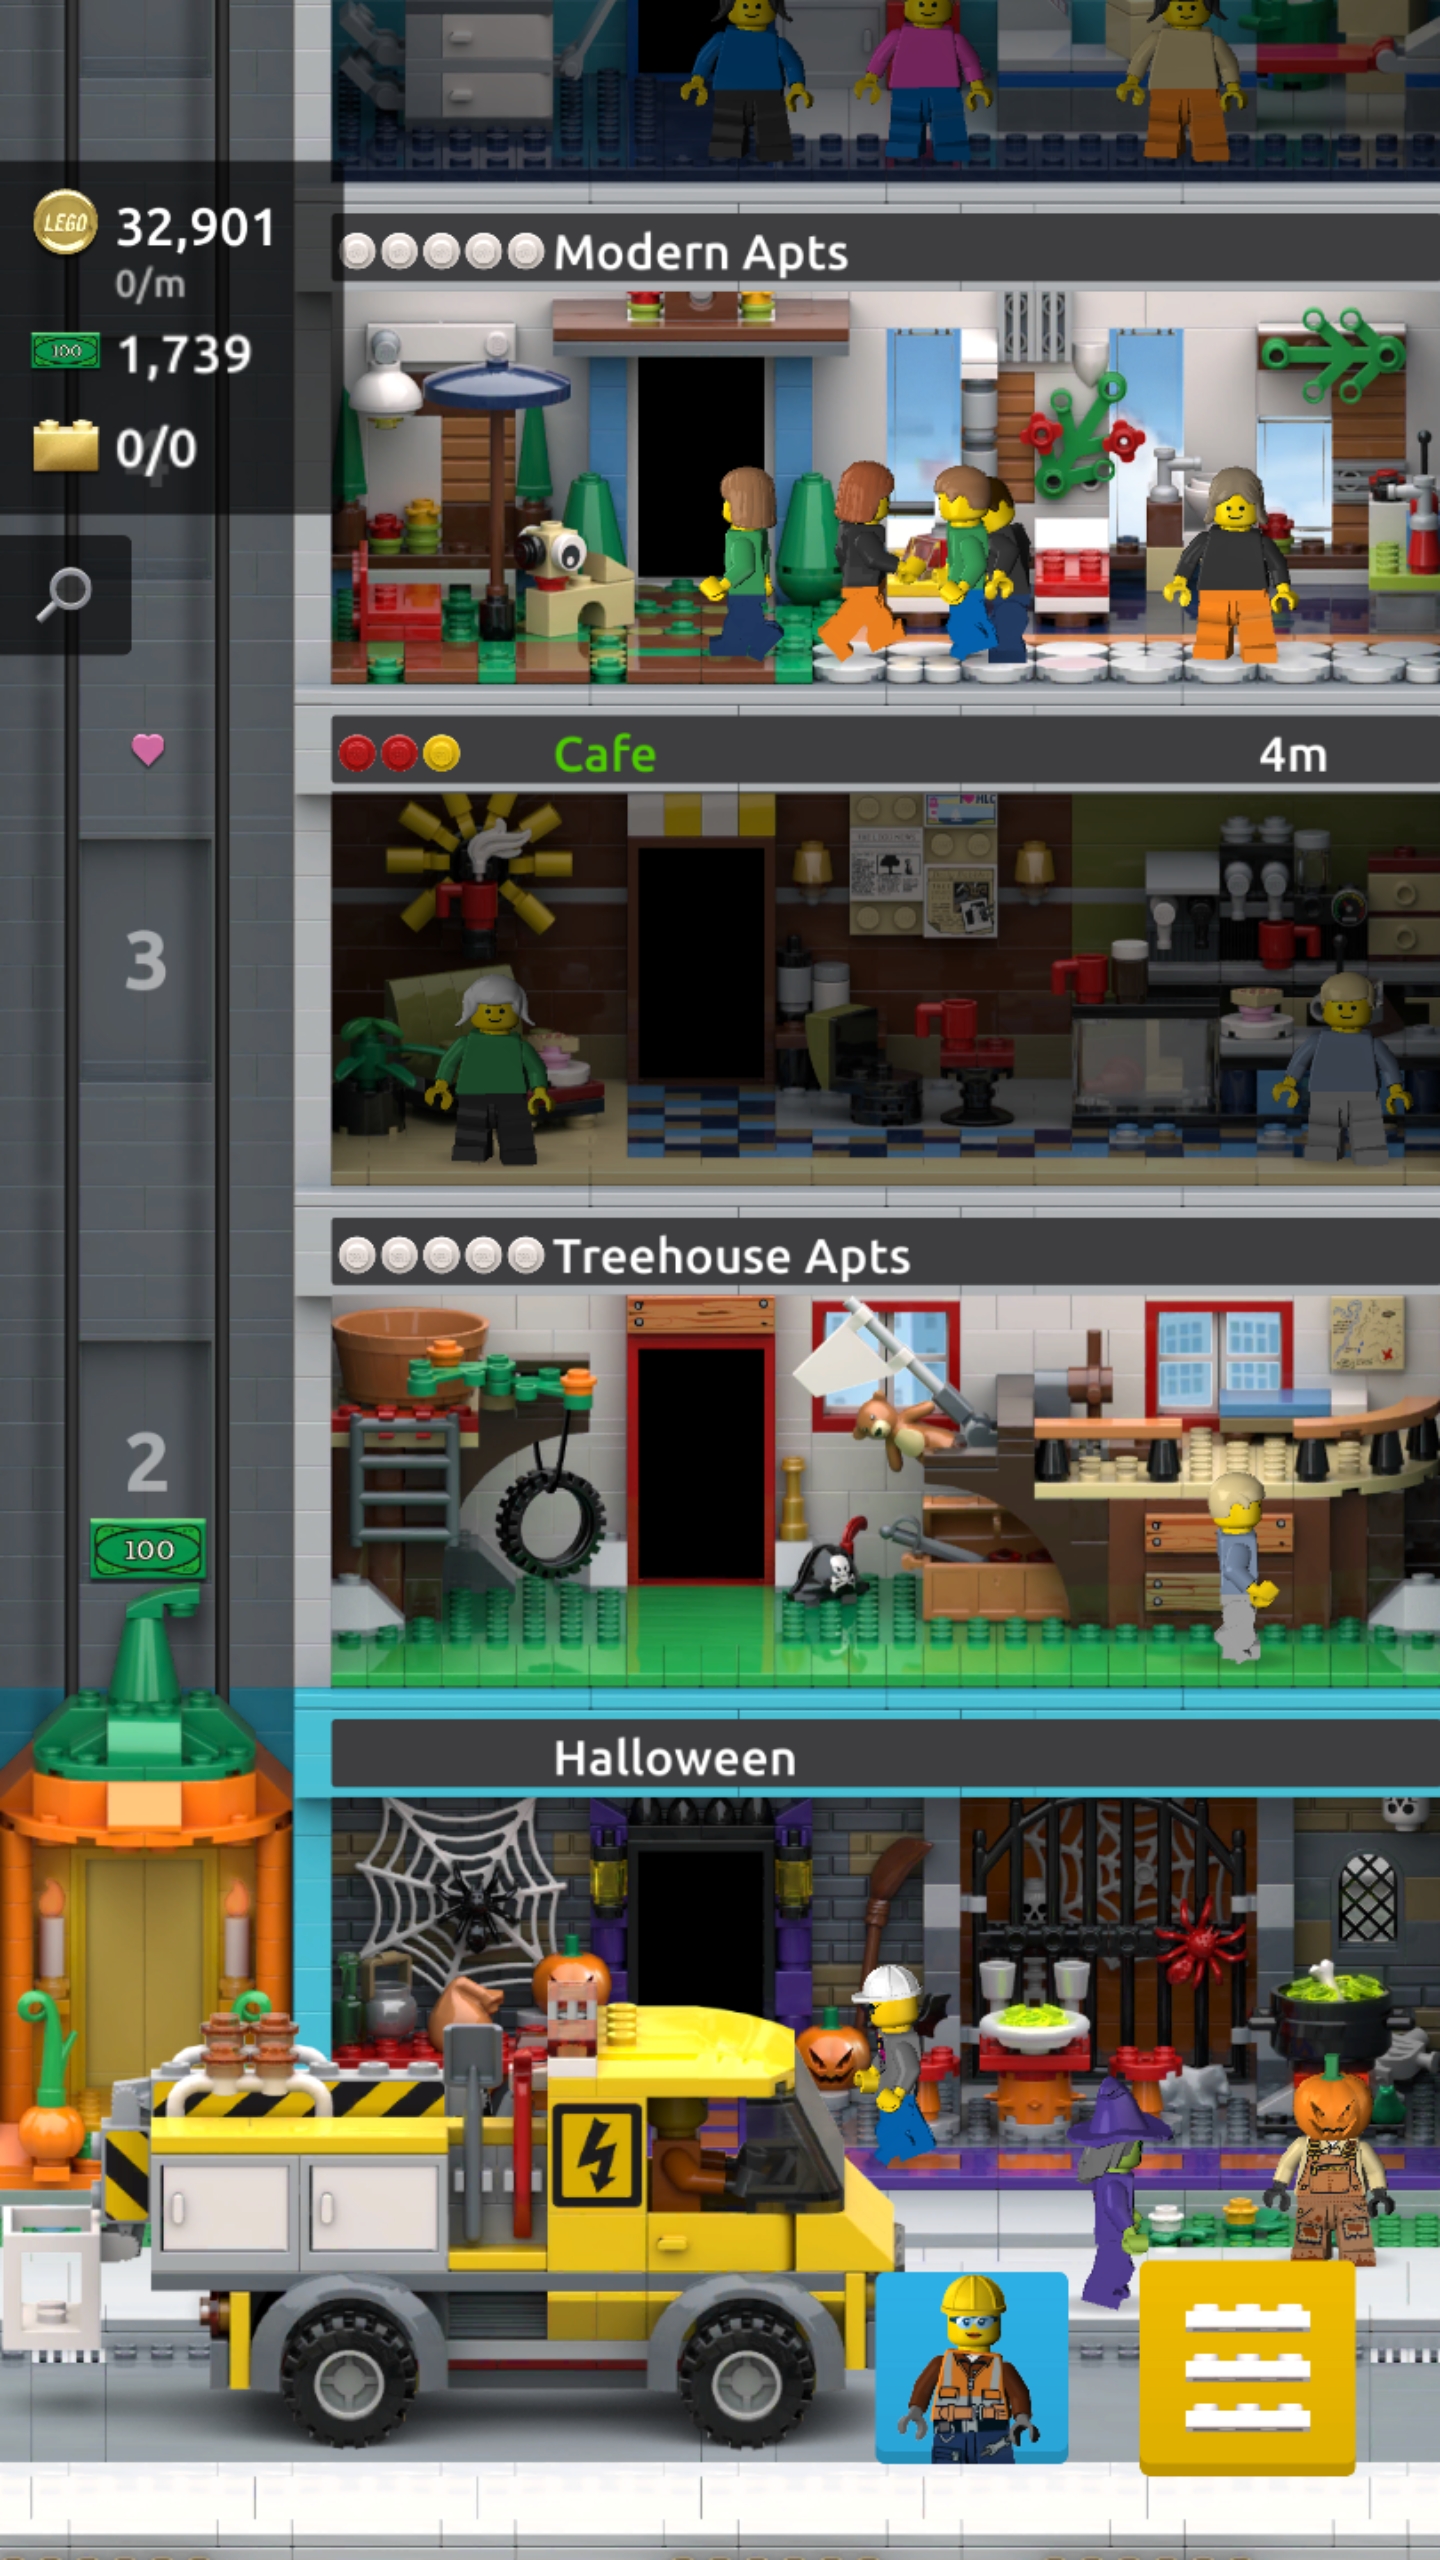 LEGO 32,901
0/m
100 1,739
0/0
Modern Apts
Cafe 4m
3
Treehouse Apts
2
100
Halloween